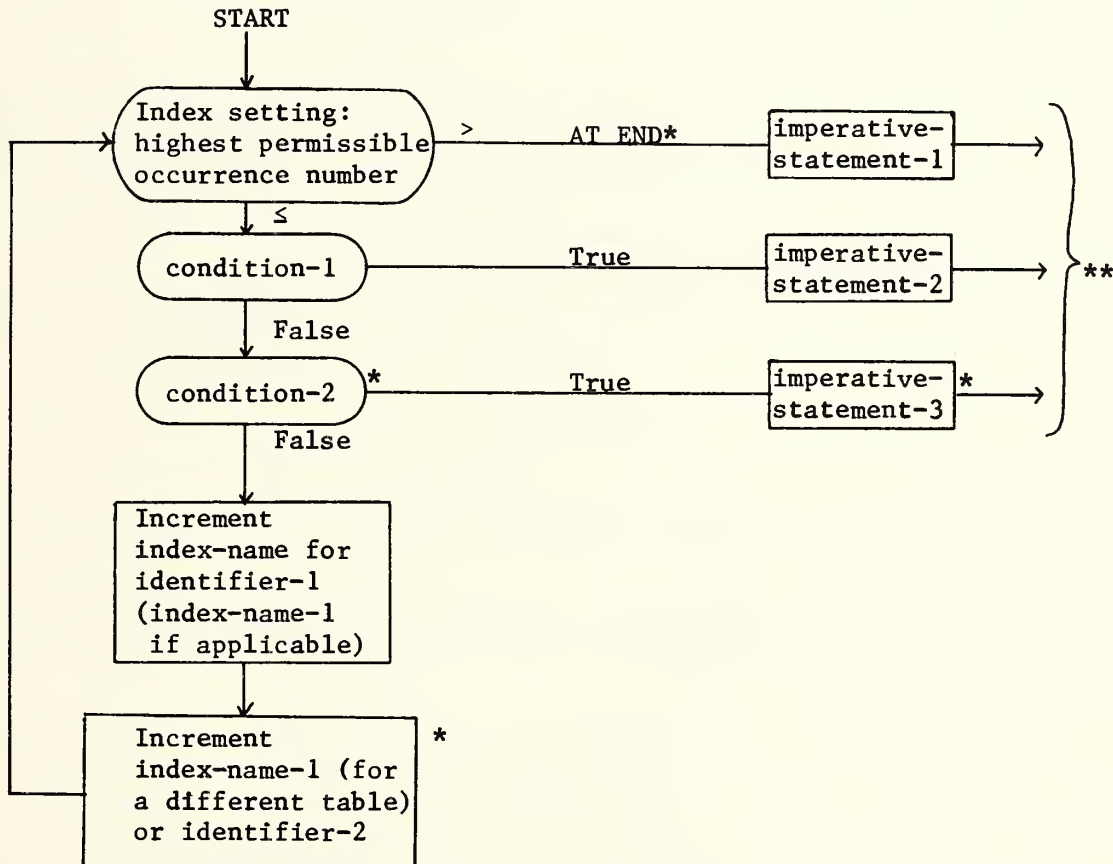 START
Index setting:
highest permissible
occurrence number
>
AT END*
imperative-
statement-1
≤
condition-1
True
imperative-
statement-2
**
False
condition-2
*
True
imperative-
statement-3
*
False
Increment
index-name for
identifier-1
(index-name-1
if applicable)
Increment
index-name-1 (for
a different table)
or identifier-2
*